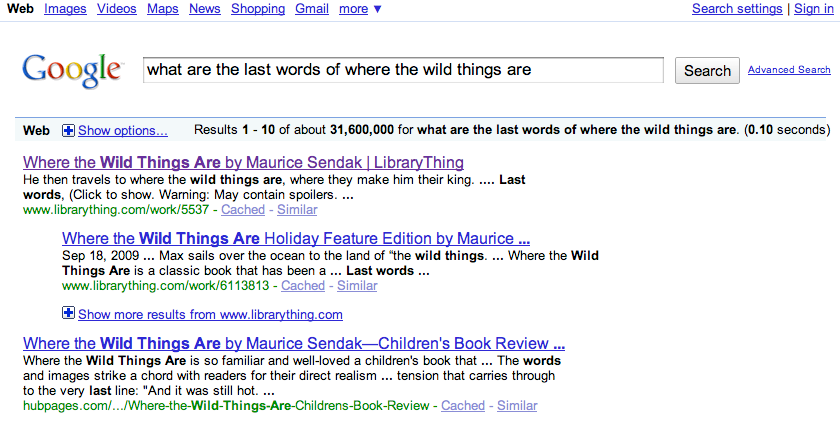 Web Images Videos Maps News Shopping Gmail more ▼ Search settings | Sign in
Google what are the last words of where the wild things are Search Advanced Search
Web Show options... Results 1 - 10 of about 31,600,000 for what are the last words of where the wild things are. (0.10 seconds)
Where the Wild Things Are by Maurice Sendak | LibraryThing
He then travels to where the wild things are, where they make him their king. .... Last
words, (Click to show. Warning: May contain spoilers. ...
www.librarything.com/work/5537 - Cached - Similar
Where the Wild Things Are Holiday Feature Edition by Maurice ...
Sep 18, 2009 ... Max sails over the ocean to the land of "the wild things. ... Where the Wild
Things Are is a classic book that has been a ... Last words ...
www.librarything.com/work/6113813 - Cached - Similar
Show more results from www.librarything.com
Where the Wild Things Are by Maurice Sendak—Children's Book Review ...
Where the Wild Things Are is so familiar and well-loved a children's book that ... The words
and images strike a chord with readers for their direct realism ... tension that carries through
to the very last line: "And it was still hot. ...
hubpages.com/.../Where-the-Wild-Things-Are-Childrens-Book-Review - Cached - Similar